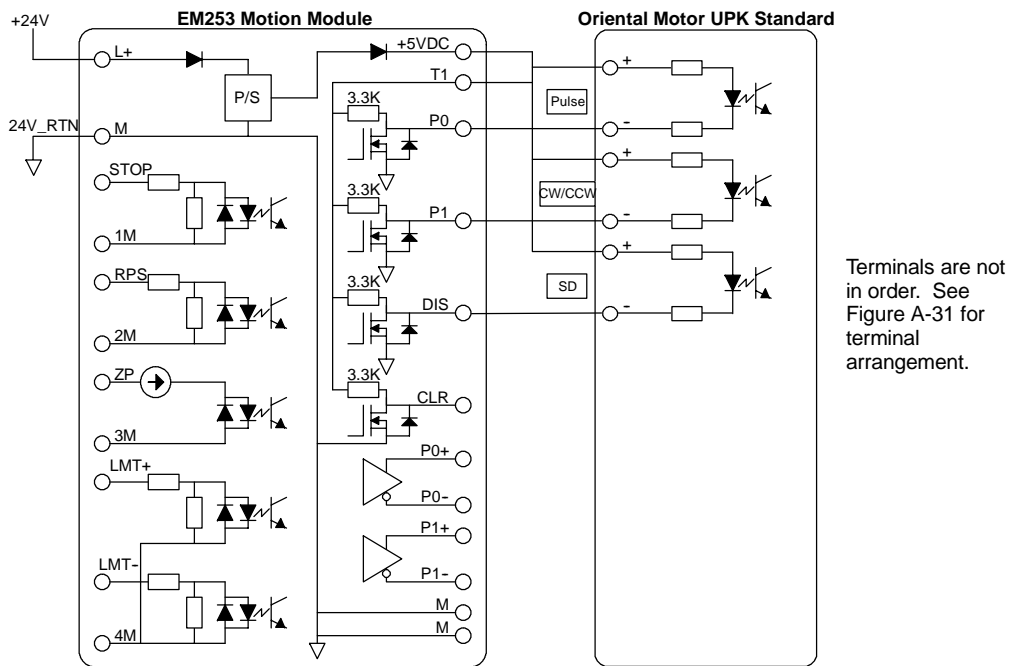 EM253 Motion Module
Oriental Motor UPK Standard
+24V
L+
P/S
24V_RTN
M
STOP
1M
RPS
2M
ZP
3M
LMT+
LMT-
4M
+5VDC
T1
3.3K
P0
3.3K
P1
3.3K
DIS
3.3K
CLR
P0+
P0-
P1+
P1-
M
M
+
Pulse
-
+
CW/CCW
-
+
SD
-
Terminals are not
in order. See
Figure A-31 for
terminal
arrangement.